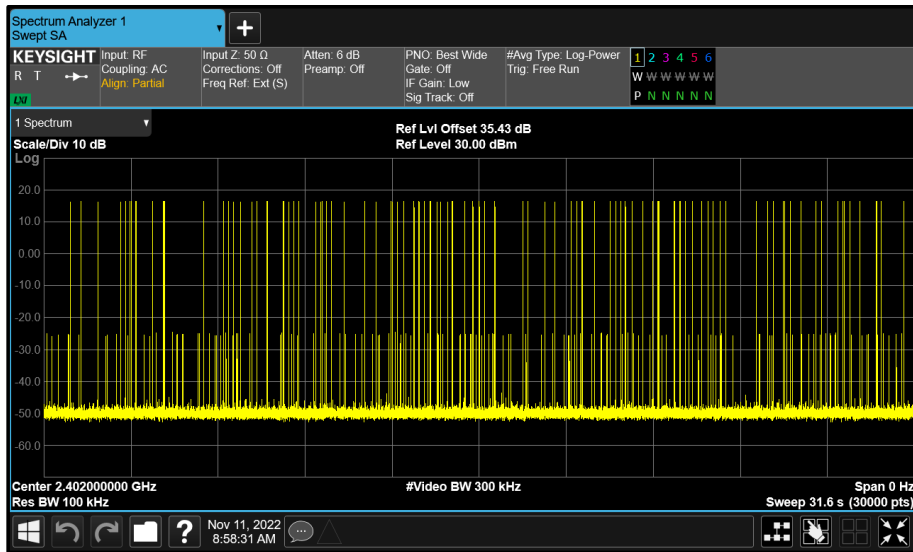 Spectrum Analyzer 1
Swept SA
▼
+
KEYSIGHT
R T
LXI
Input: RF
Coupling: AC
Align: Partial
Input Z: 50 Ω
Corrections: Off
Freq Ref: Ext (S)
Atten: 6 dB
Preamp: Off
PNO: Best Wide
Gate: Off
IF Gain: Low
Sig Track: Off
#Avg Type: Log-Power
Trig: Free Run
1 2 3 4 5 6
W W W W W W
P N N N N N
1 Spectrum
▼
Scale/Div 10 dB
Ref Lvl Offset 35.43 dB
Ref Level 30.00 dBm
Log
20.0
10.0
0.00
-10.0
-20.0
-30.0
-40.0
-50.0
-60.0
Center 2.402000000 GHz
#Video BW 300 kHz
Span 0 Hz
Res BW 100 kHz
Sweep 31.6 s (30000 pts)
?
Nov 11, 2022
8:58:31 AM
...